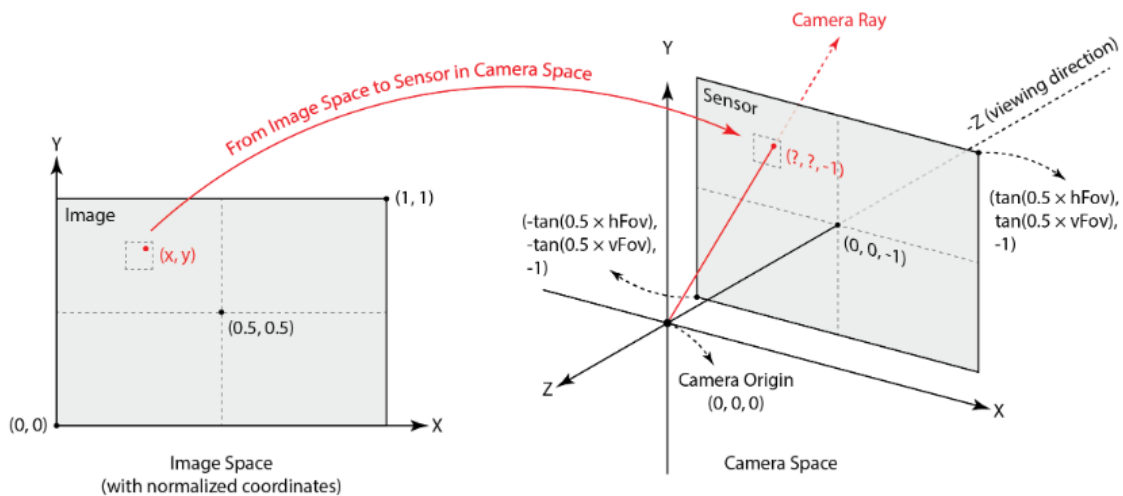 Camera Ray
Y
From Image Space to Sensor in Camera Space
Sensor
-Z (viewing direction)
Y
(?, ?, -1)
Image
(1, 1)
(x, y)
(-tan(0.5 × hFov),
-tan(0.5 × vFov),
-1)
(tan(0.5 × hFov),
tan(0.5 × vFov),
-1)
(0, 0, -1)
(0.5, 0.5)
Z
Camera Origin
(0, 0, 0)
X
(0, 0)
X
Image Space
(with normalized coordinates)
Camera Space